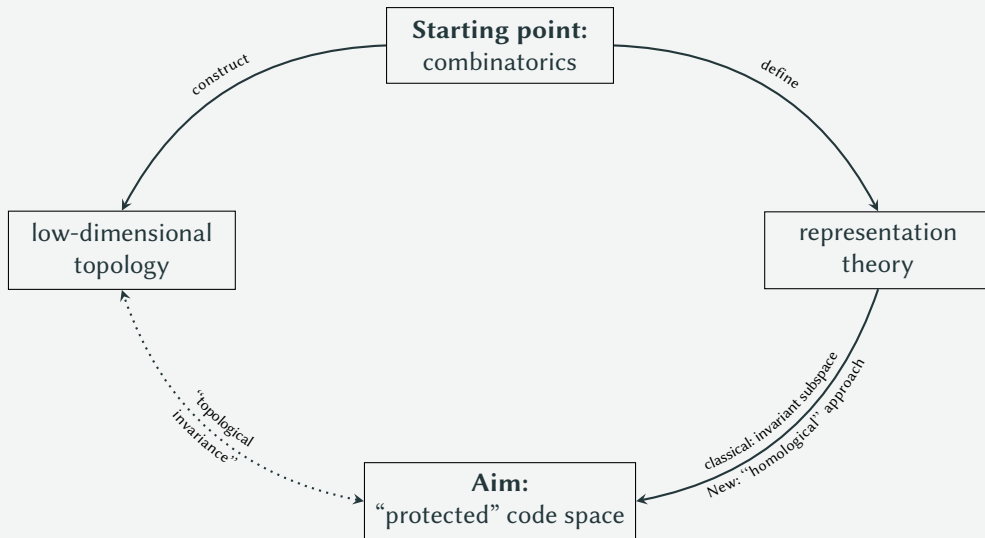 Starting point:
combinatorics
construct
define
low-dimensional
topology
representation
theory
“topological
invariance”
classical: invariant subspace
New: “homological” approach
Aim:
“protected” code space